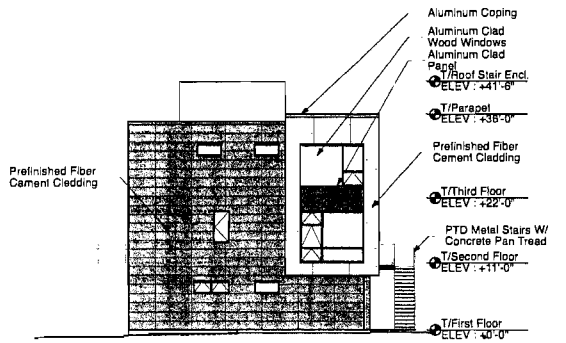 Aluminum Coping
Aluminum Clad
Wood Windows
Aluminum Clad
Panel
T/Roof Stair Encl.
ELEV : +41'-6"
T/Parapet
ELEV : +36'-0"
Prefinished Fiber
Cement Cladding
Prefinished Fiber
Cament Cledding
T/Third Floor
ELEV : +22'-0"
PTD Metal Stairs W/
Concrete Pan Tread
T/Second Floor
ELEV : +11'-0"
T/First Floor
ELEV : +0'-0"